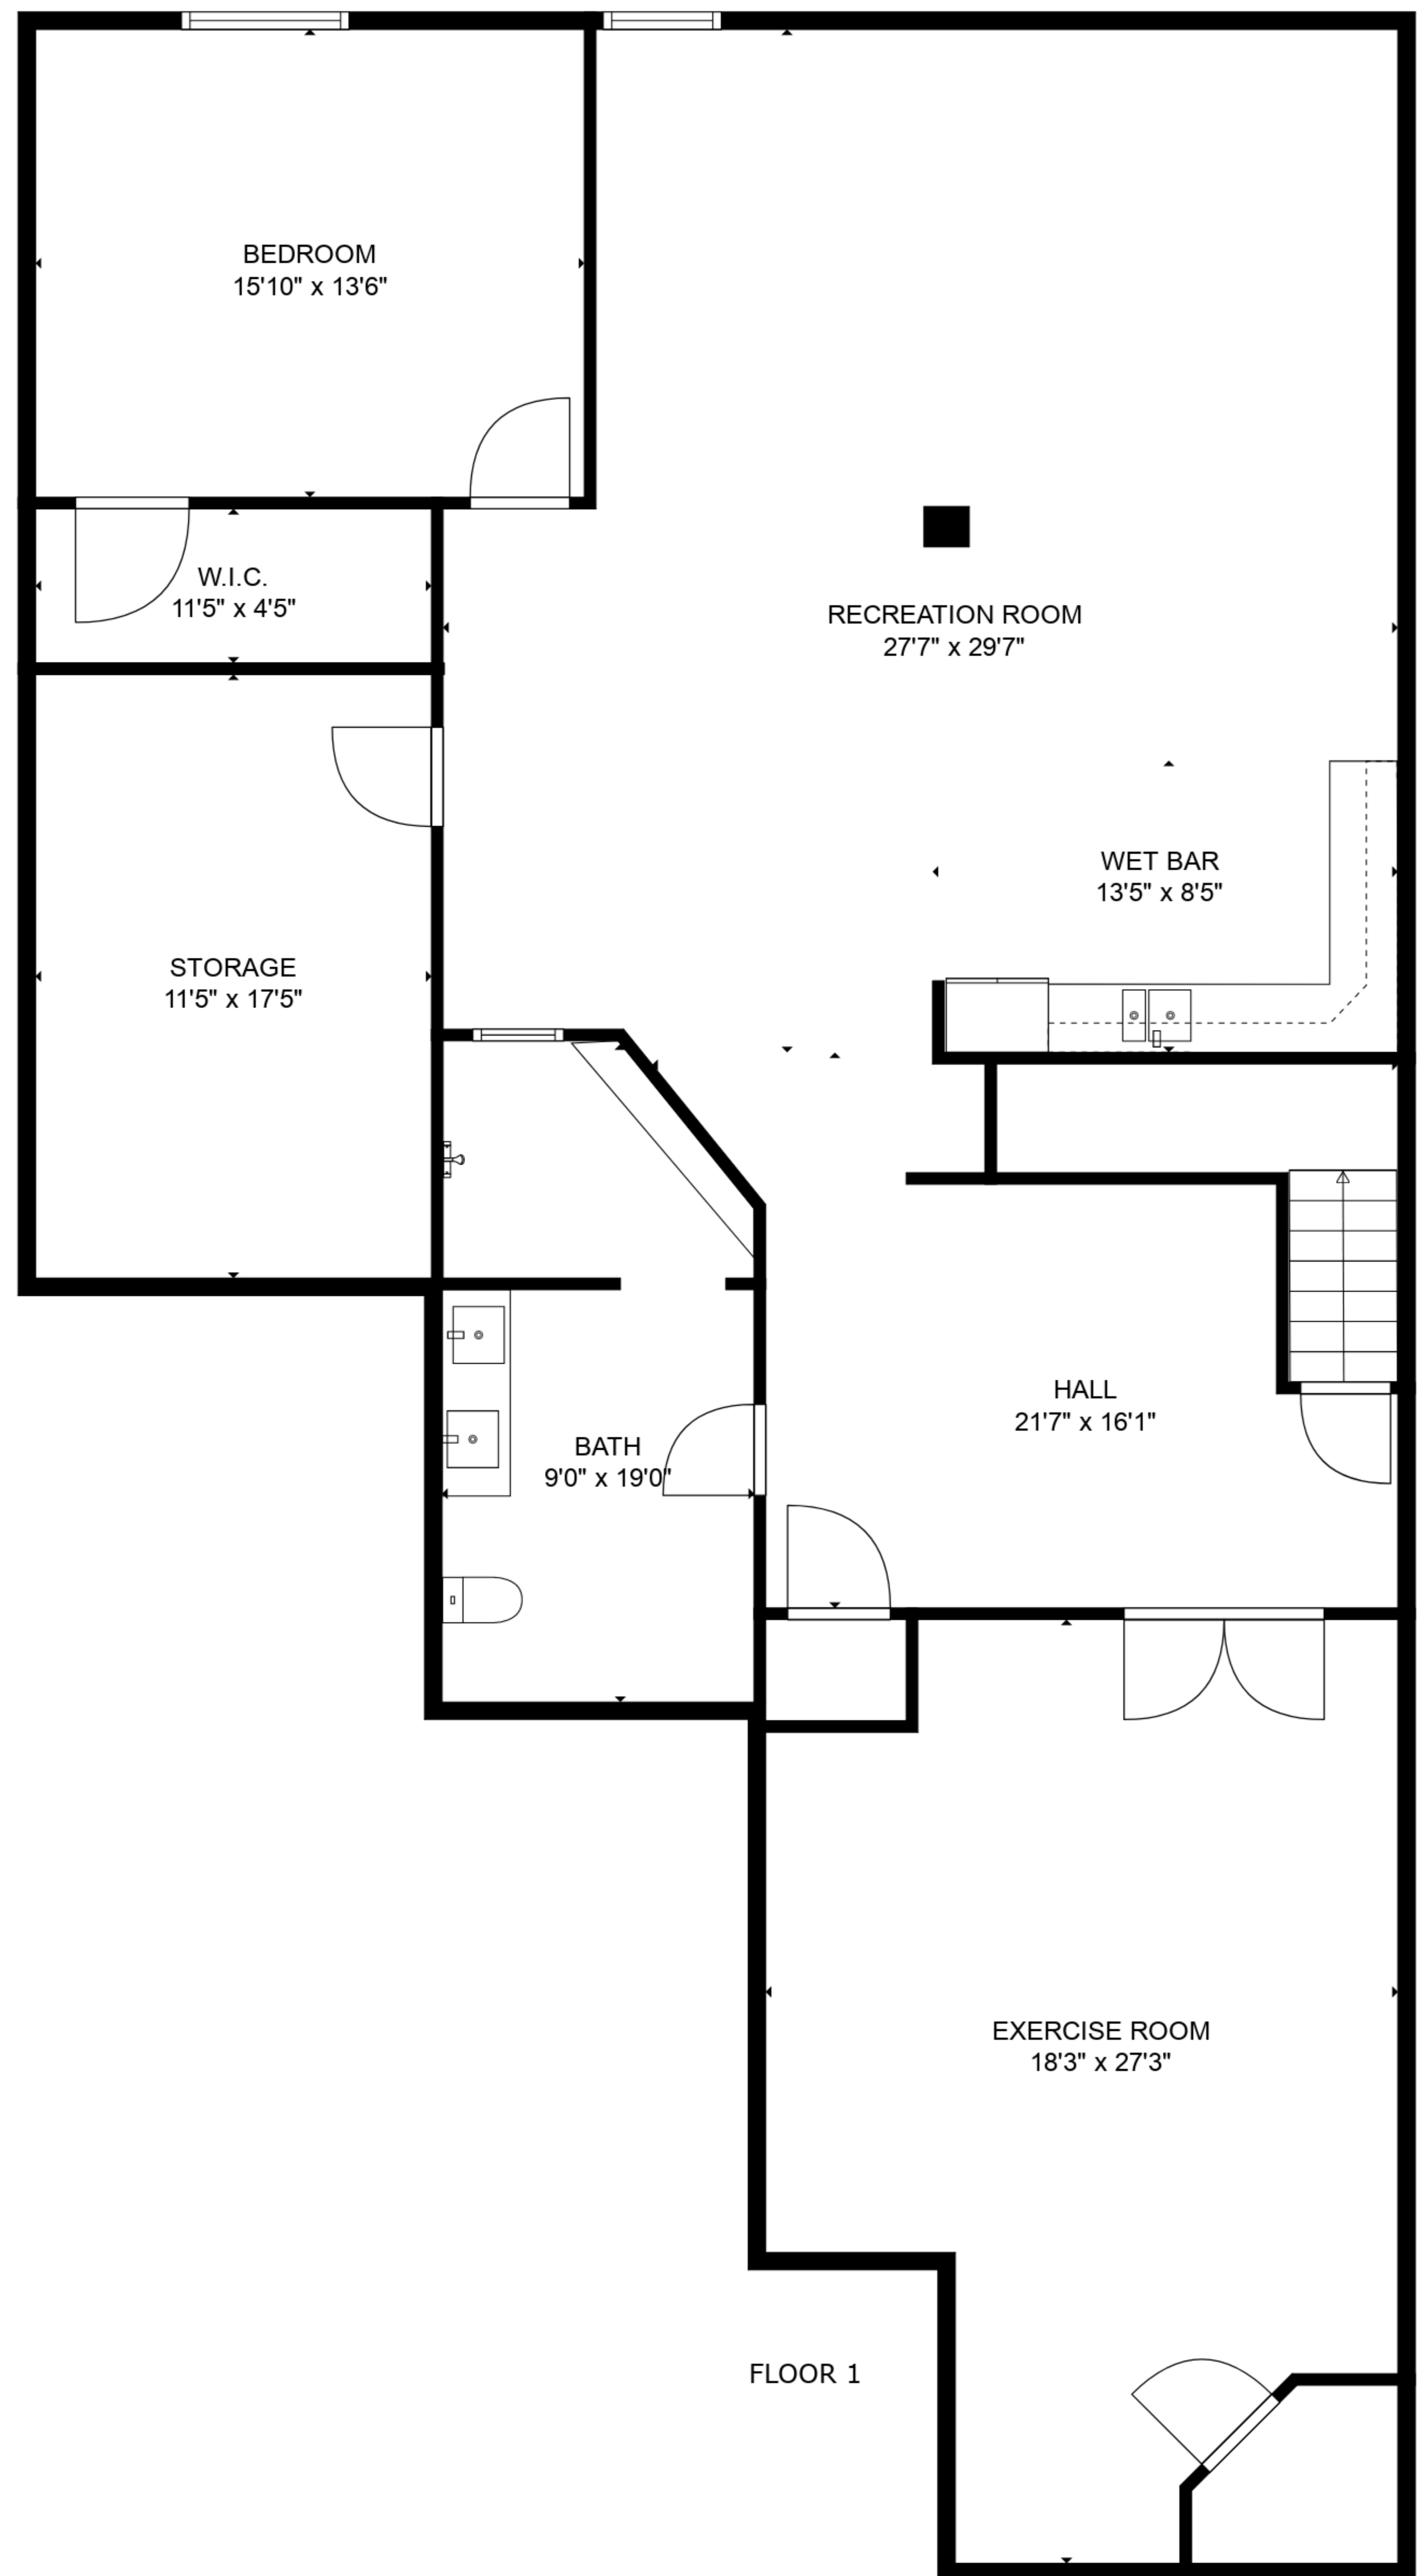 BEDROOM
15'10" x 13'6"
W.I.C.
11'5" x 4'5"
RECREATION ROOM
27'7" x 29'7"
WET BAR
13'5" x 8'5"
STORAGE
11'5" x 17'5"
HALL
21'7" x 16'1"
BATH
9'0" x 19'0"
EXERCISE ROOM
18'3" x 27'3"
FLOOR 1